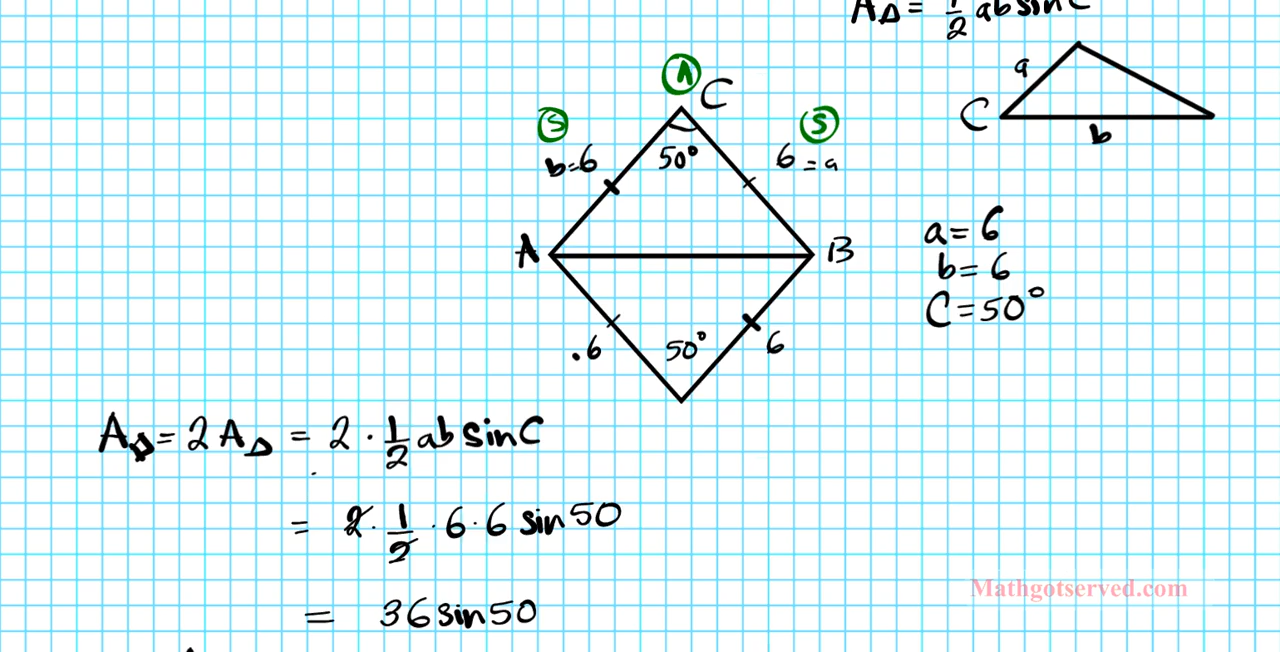 A△ = 1/2 ab sin C
A
C
S
S
b=6
50°
6 = a
a
C
b
A
B
a = 6
b = 6
C = 50°
.6
50°
6
A◇ = 2A△ = 2 · 1/2 ab sin C
= 2 · 1/2 · 6 · 6 sin 50
= 36 sin 50
Mathgotserved.com